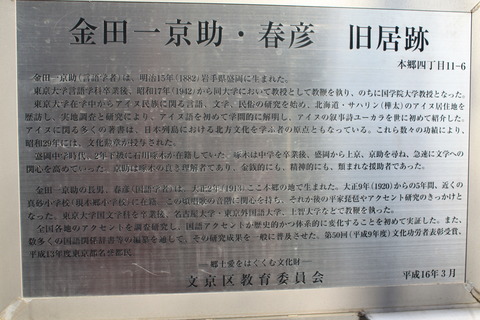 金田一京助・春彦 旧居跡
本郷四丁目11-6
金田一京助(言語学者)は、明治15年(1882)岩手県盛岡に生まれた。
東京大学言語学科卒業後、昭和17年(1942)から同大学において教授として教鞭を執り、のちに国学院大学教授となった。
東京大学在学中からアイヌ民族に関る言語、文学、民俗の研究を始め、北海道・サハリン(樺太)のアイヌ居住地を
歴訪し、実地調査と研究により、アイヌ語を初めて学問的に解明し、アイヌの叙事詩ユーカラを世に初めて紹介した。
アイヌに関る多くの著書は、日本列島における北方文化を学ぶ者の原点ともなっている。これら数々の功績により、
昭和29年には、文化勲章が授与された。
盛岡中学時代、2年下級に石川啄木が在籍していた。啄木は中学を卒業後、盛岡から上京、京助を尋ね、急速に文学への
関心を高めていった。京助は啄木の良き理解者であり、金銭的にも、精神的にも、類まれな援助者であった。
金田一京助の長男、春彦(国語学者)は、大正2年(1913)ここ本郷の地で生まれた。大正9年(1920)からの5年間、近くの
真砂小学校(現本郷小学校)に在籍、この頃唱歌の音階に関心を持ち、それが後の平家琵琶やアクセント研究のきっかけと
なった。東京大学国文学科を卒業後、名古屋大学・東京外国語大学、上智大学などで教鞭を執った。
全国各地のアクセントを調査研究し、国語アクセントが歴史的かつ体系的に変化することを初めて実証した。また、
数多くの国語関係辞書等の編纂を通して、その研究成果を一般に普及させた。第50回(平成9年度)文化功労者表彰受賞、
平成13年度東京都名誉都民。
―郷土愛をはぐくむ文化財―
文京区教育委員会
平成16年3月